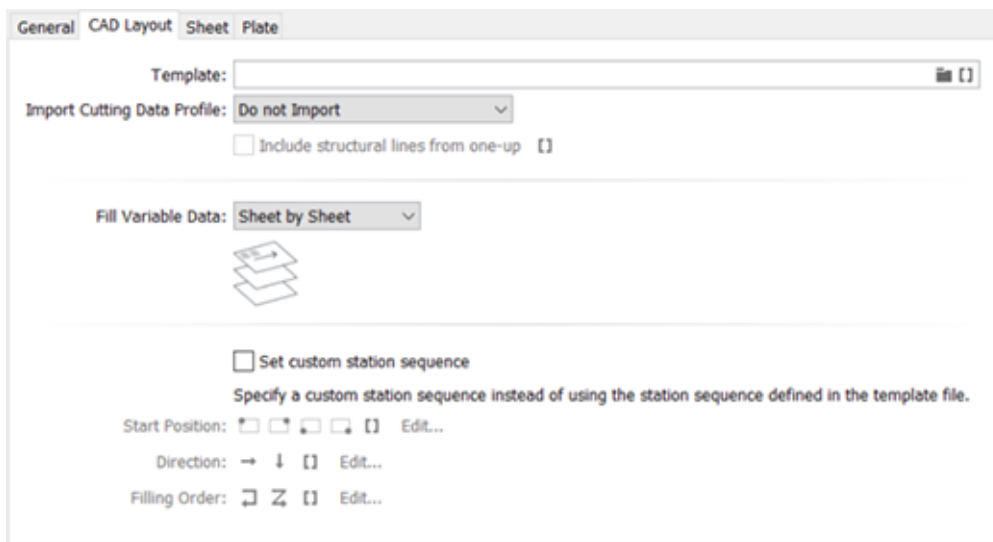 General CAD Layout Sheet Plate
Template: []
Import Cutting Data Profile: Do not Import
Include structural lines from one-up []
Fill Variable Data: Sheet by Sheet
Set custom station sequence
Specify a custom station sequence instead of using the station sequence defined in the template file.
Start Position: [] Edit...
Direction: [] Edit...
Filling Order: [] Edit...